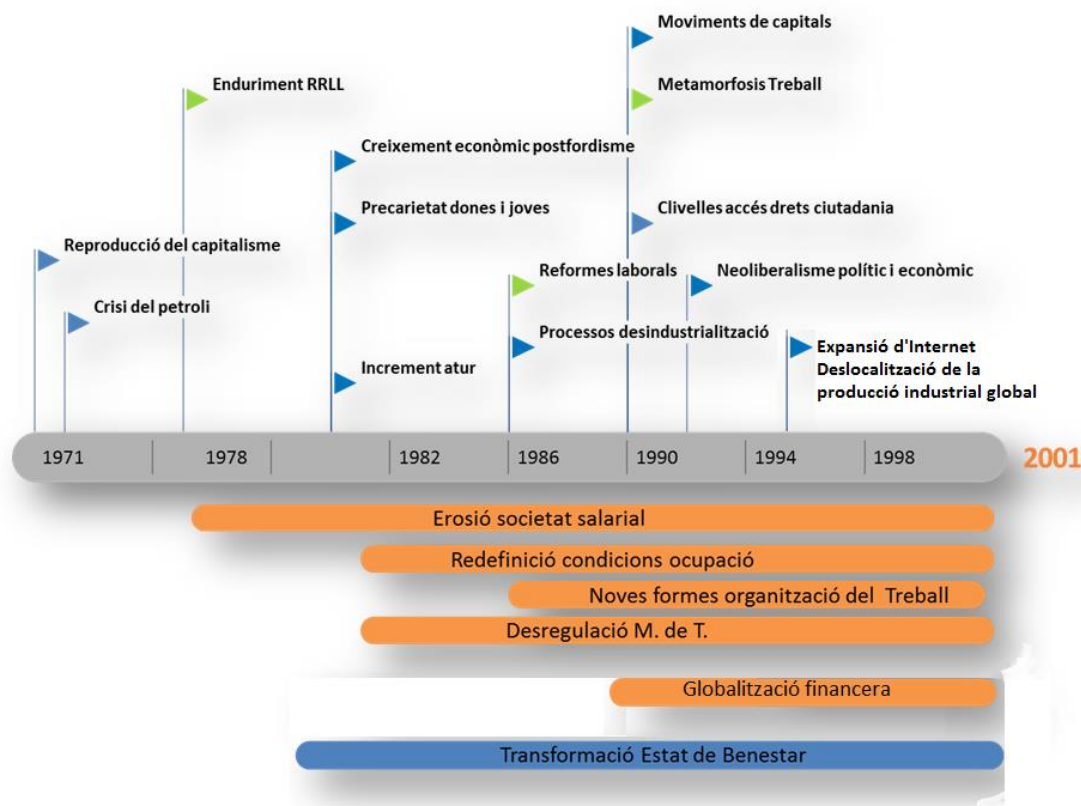 Moviments de capitals
Enduriment RRLL
Metamorfosis Treball
Creixement econòmic postfordisme
Precarietat dones i joves
Clivelles accés drets ciutadania
Reproducció del capitalisme
Reformes laborals
Neoliberalisme polític i econòmic
Crisi del petroli
Processos desindustrialització
Expansió d'Internet
Deslocalització de la
producció industrial global
Increment atur
1971 1978 1982 1986 1990 1994 1998 2001
Erosió societat salarial
Redefinició condicions ocupació
Noves formes organització del Treball
Desregulació M. de T.
Globalització financera
Transformació Estat de Benestar